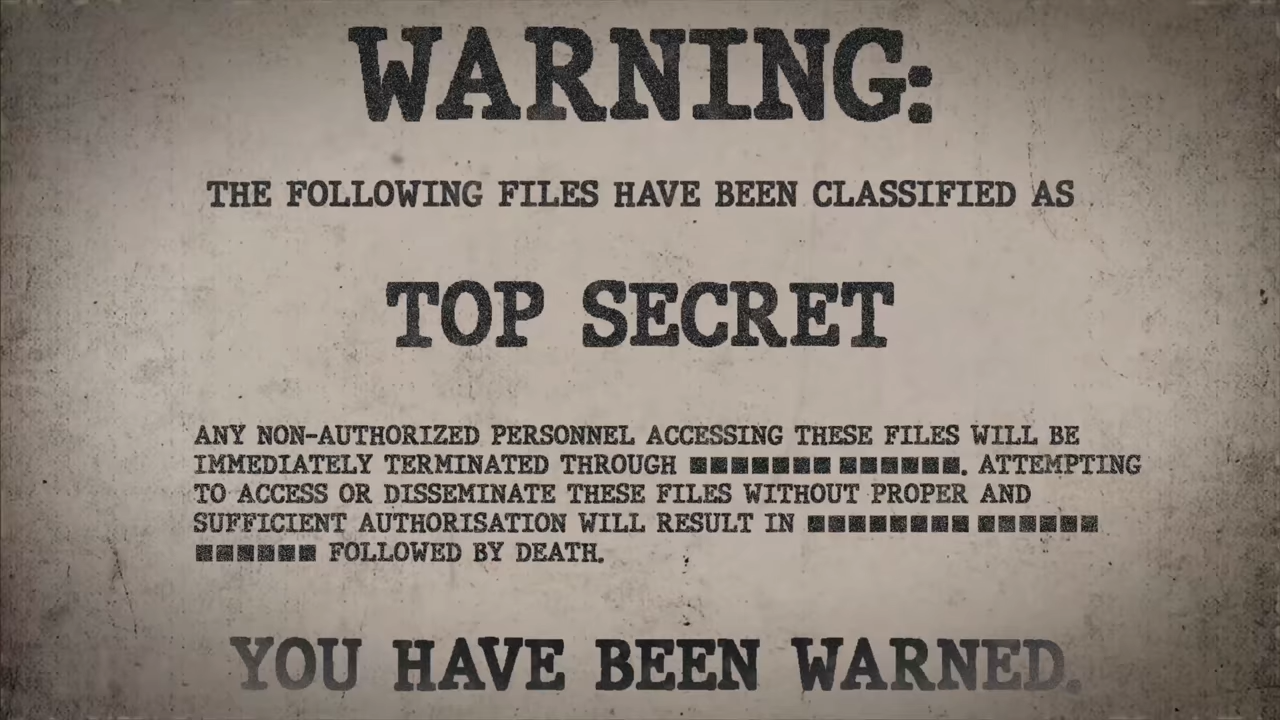 WARNING:
THE FOLLOWING FILES HAVE BEEN CLASSIFIED AS
TOP SECRET
ANY NON-AUTHORIZED PERSONNEL ACCESSING THESE FILES WILL BE
IMMEDIATELY TERMINATED THROUGH ■■■■■■■ ■■■■■■. ATTEMPTING
TO ACCESS OR DISSEMINATE THESE FILES WITHOUT PROPER AND
SUFFICIENT AUTHORISATION WILL RESULT IN ■■■■■■■■ ■■■■■■
■■■■■■ FOLLOWED BY DEATH.
YOU HAVE BEEN WARNED.